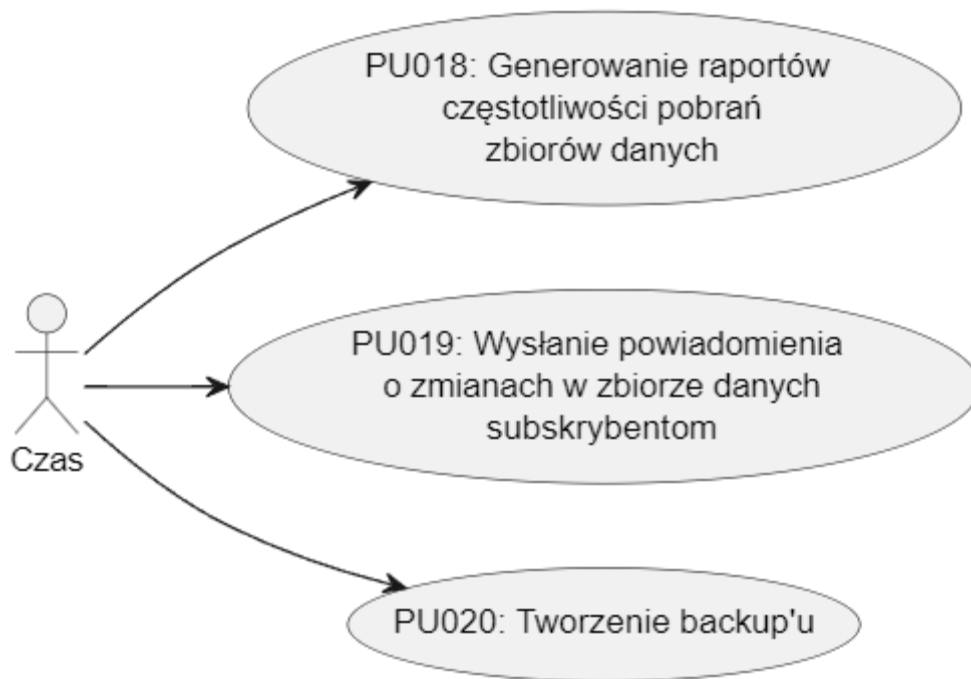 PU018: Generowanie raportów
częstotliwości pobrań
zbiorów danych
PU019: Wysłanie powiadomienia
o zmianach w zbiorze danych
subskrybentom
Czas
PU020: Tworzenie backup'u